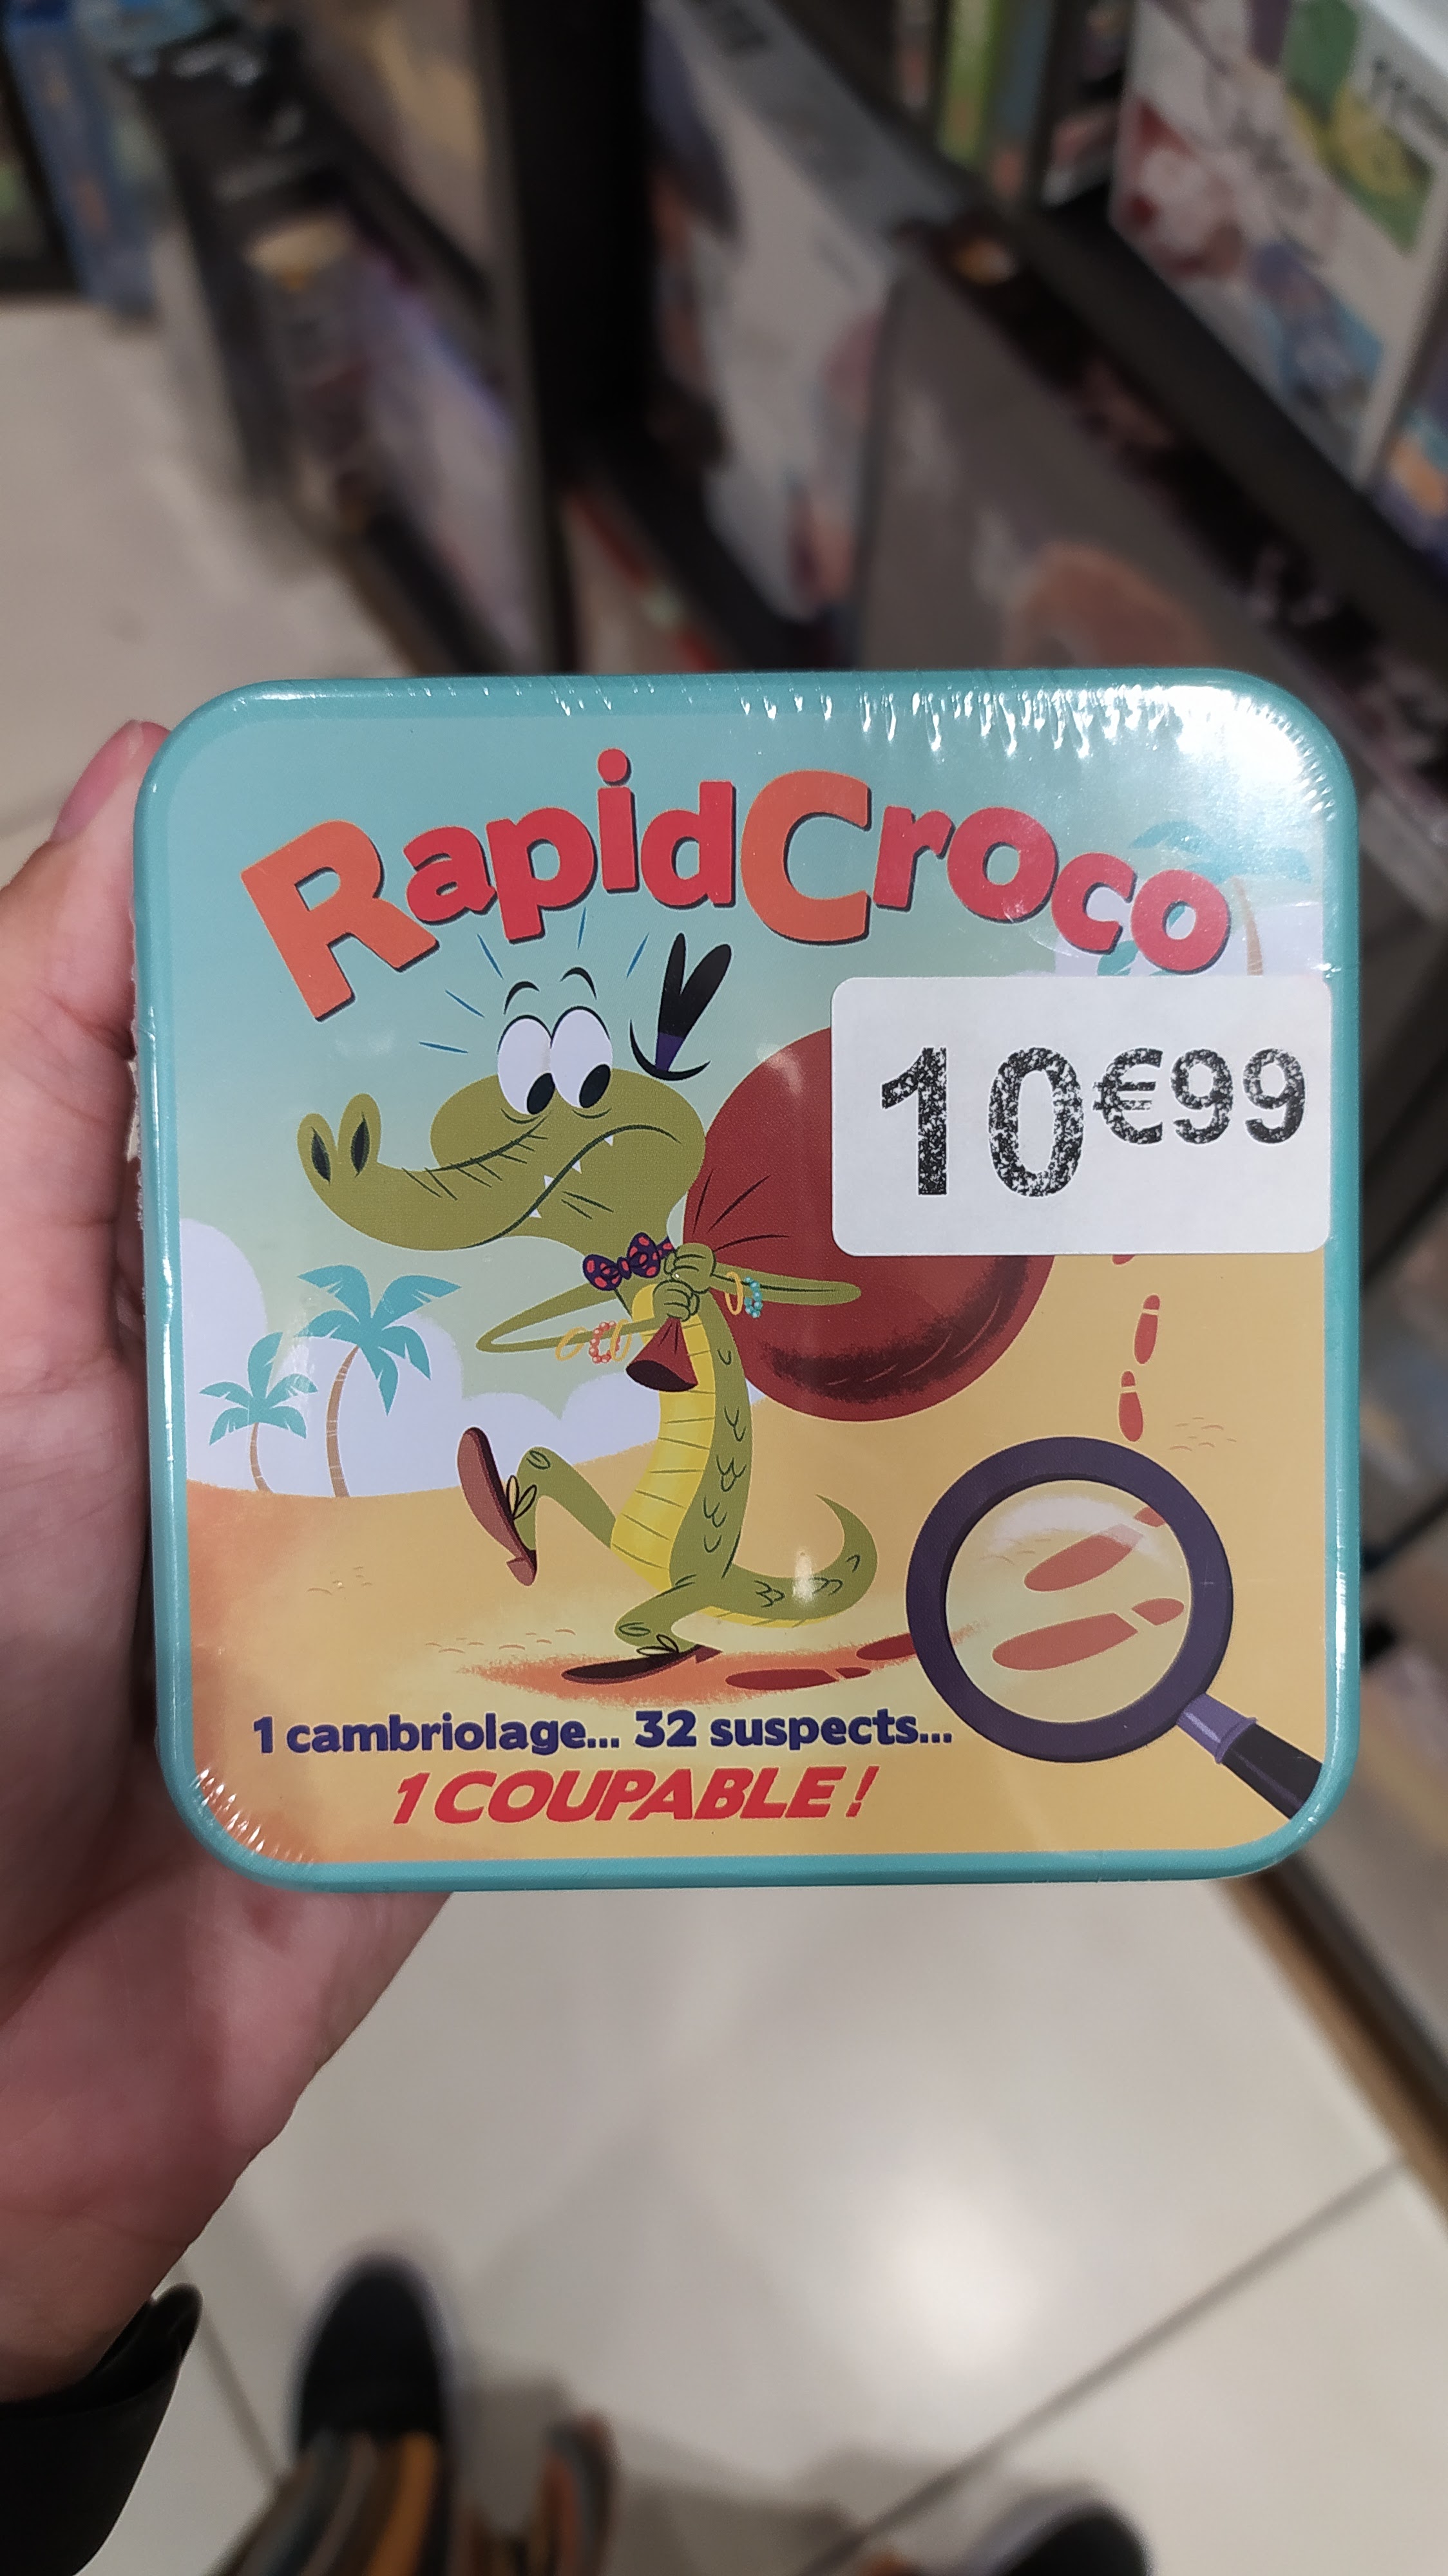 RapidCroco
10€99
1 cambriolage... 32 suspects...
1 COUPABLE !